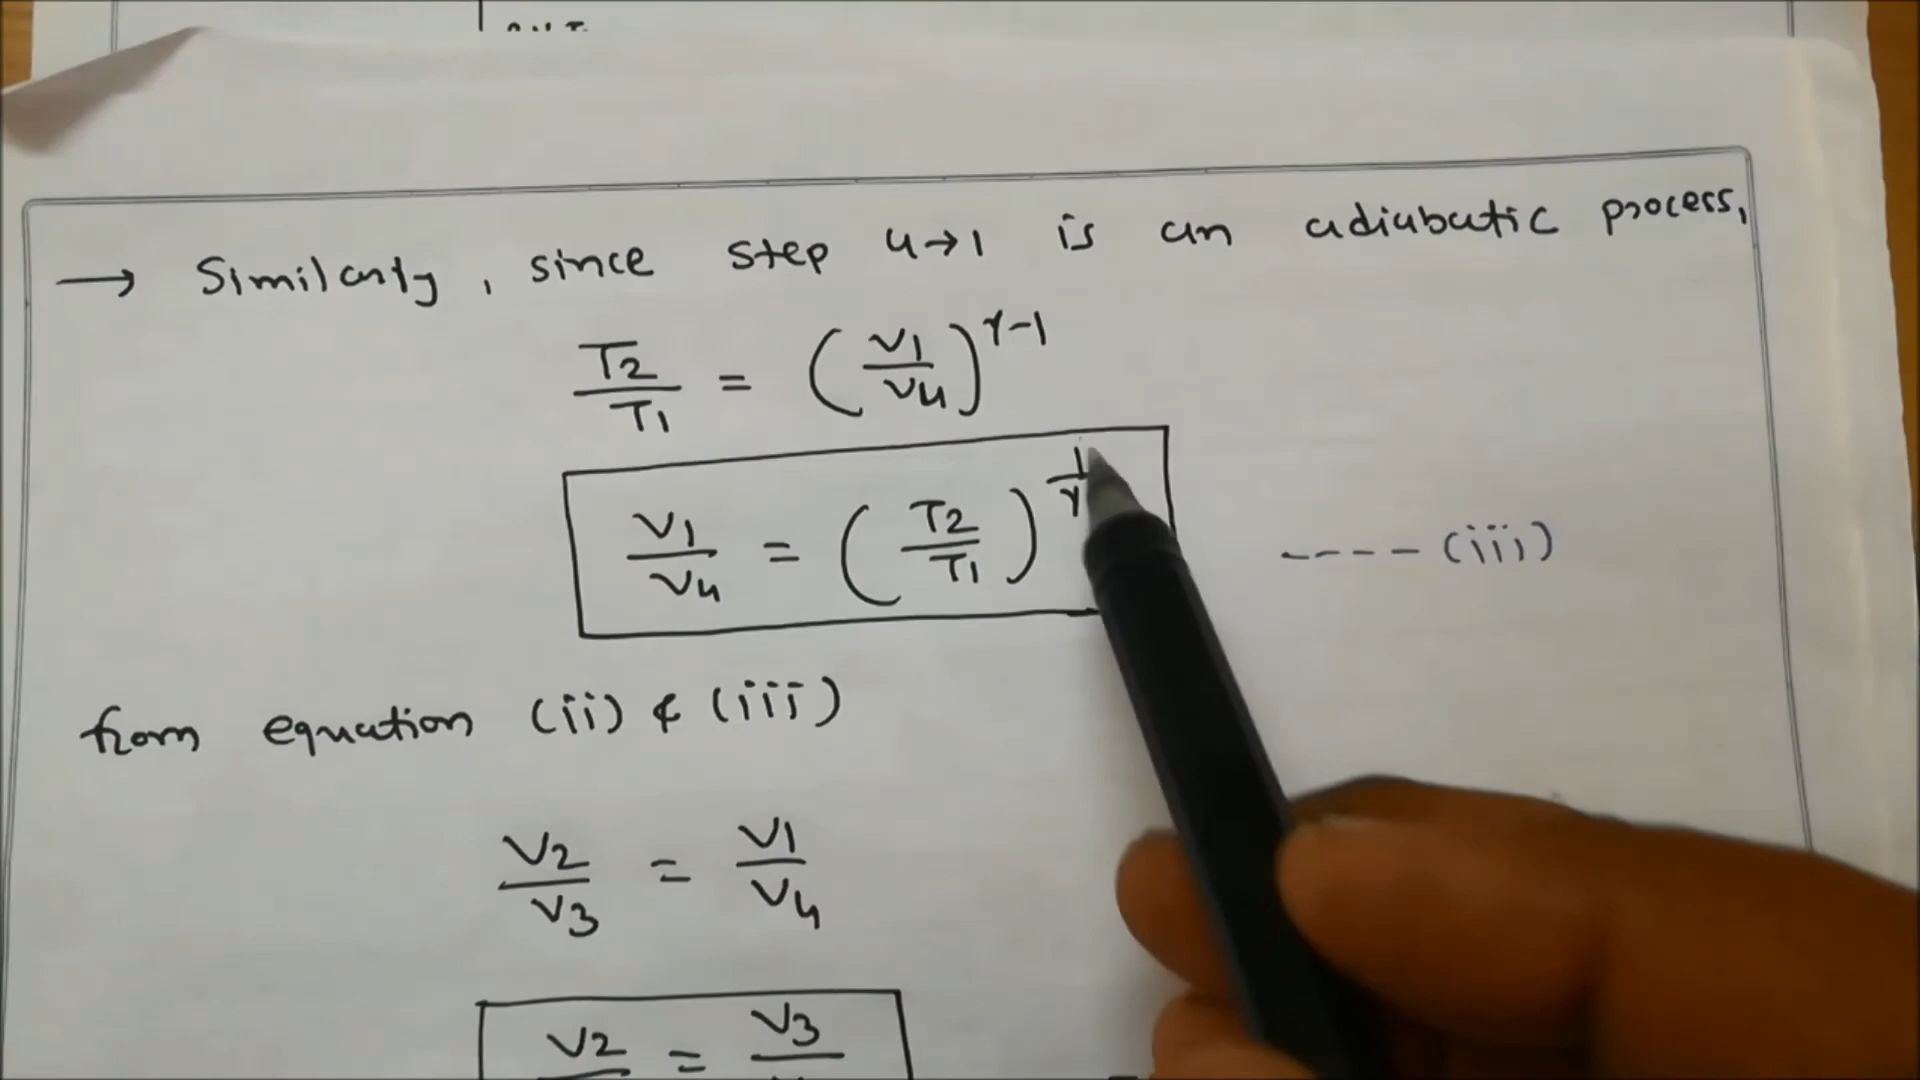 → Similarly, since step 4→1 is an adiabatic process,
T2/T1 = (V1/V4)^γ-1
V1/V4 = (T2/T1)^1/γ ---- (iii)
from equation (ii) & (iii)
V2/V3 = V1/V4
V2 = V3